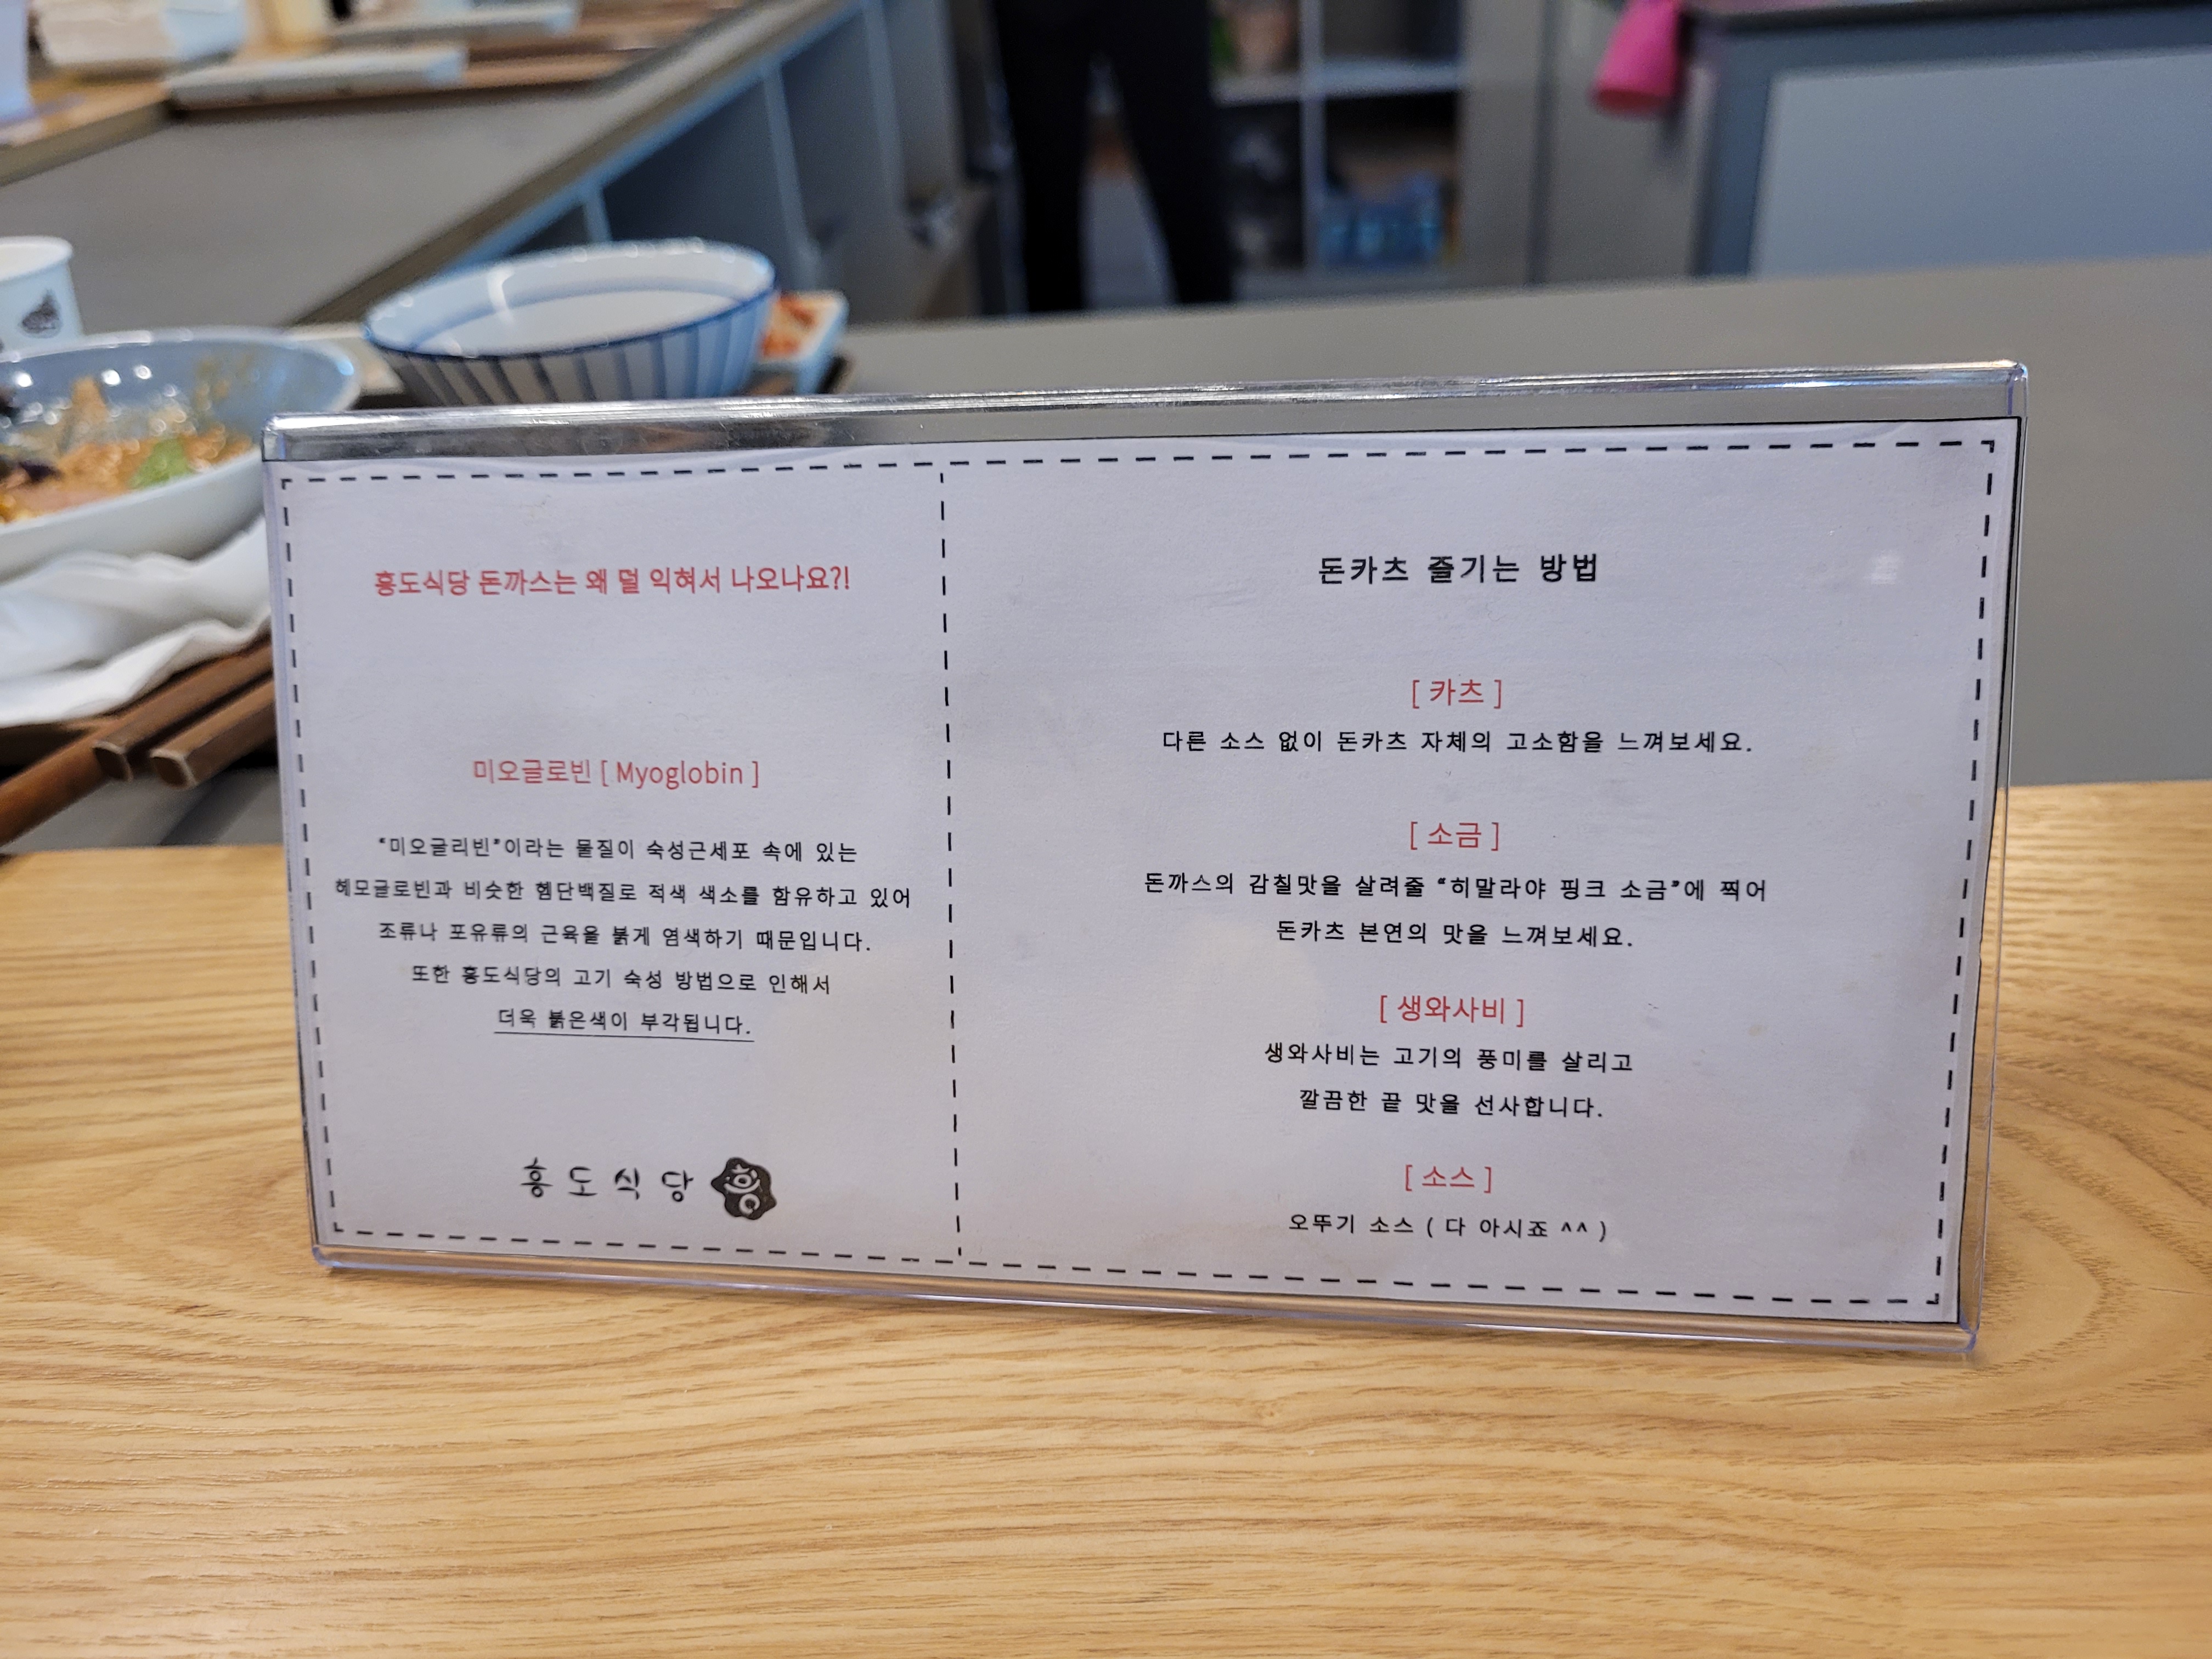 흥도식당 돈까스는 왜 덜 익혀서 나오나요?!
미오글로빈 [ Myoglobin ]
“미오글리빈”이라는 물질이 숙성근세포 속에 있는
헤모글로빈과 비슷한 헴단백질로 적색 색소를 함유하고 있어
조류나 포유류의 근육을 붉게 염색하기 때문입니다.
또한 흥도식당의 고기 숙성 방법으로 인해서
더욱 붉은색이 부각됩니다.
흥도식당
돈카츠 즐기는 방법
[ 카츠 ]
다른 소스 없이 돈카츠 자체의 고소함을 느껴보세요.
[ 소금 ]
돈까스의 감칠맛을 살려줄 “히말라야 핑크 소금”에 찍어
돈카츠 본연의 맛을 느껴보세요.
[ 생와사비 ]
생와사비는 고기의 풍미를 살리고
깔끔한 끝 맛을 선사합니다.
[ 소스 ]
오뚜기 소스 ( 다 아시죠 ^^ )